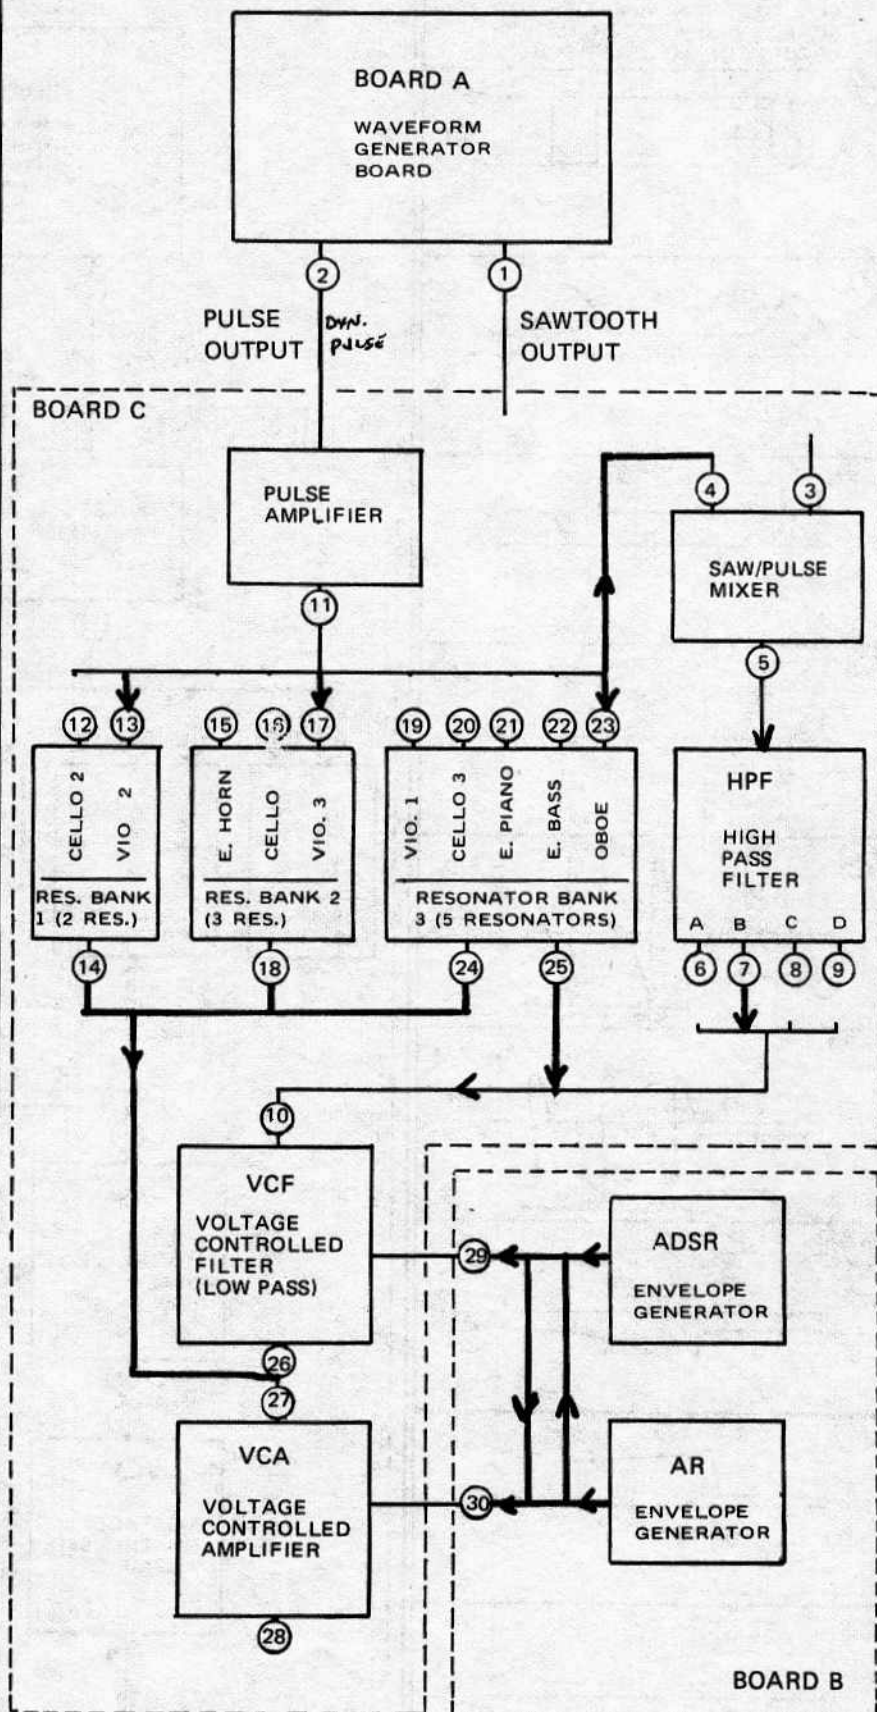 BOARD A
WAVEFORM
GENERATOR
BOARD
2
1
PULSE
OUTPUT
DYN.
PULSE
SAWTOOTH
OUTPUT
BOARD C
PULSE
AMPLIFIER
11
4
3
SAW/PULSE
MIXER
5
12
13
15
16
17
19
20
21
22
23
CELLO 2
VIO 2
RES. BANK
1 (2 RES.)
E. HORN
CELLO
VIO. 3
RES. BANK 2
(3 RES.)
VIO. 1
CELLO 3
E. PIANO
E. BASS
OBOE
RESONATOR BANK
3 (5 RESONATORS)
HPF
HIGH
PASS
FILTER
A B C D
14
18
24
25
6
7
8
9
10
VCF
VOLTAGE
CONTROLLED
FILTER
(LOW PASS)
29
ADSR
ENVELOPE
GENERATOR
26
27
VCA
VOLTAGE
CONTROLLED
AMPLIFIER
30
AR
ENVELOPE
GENERATOR
28
BOARD B